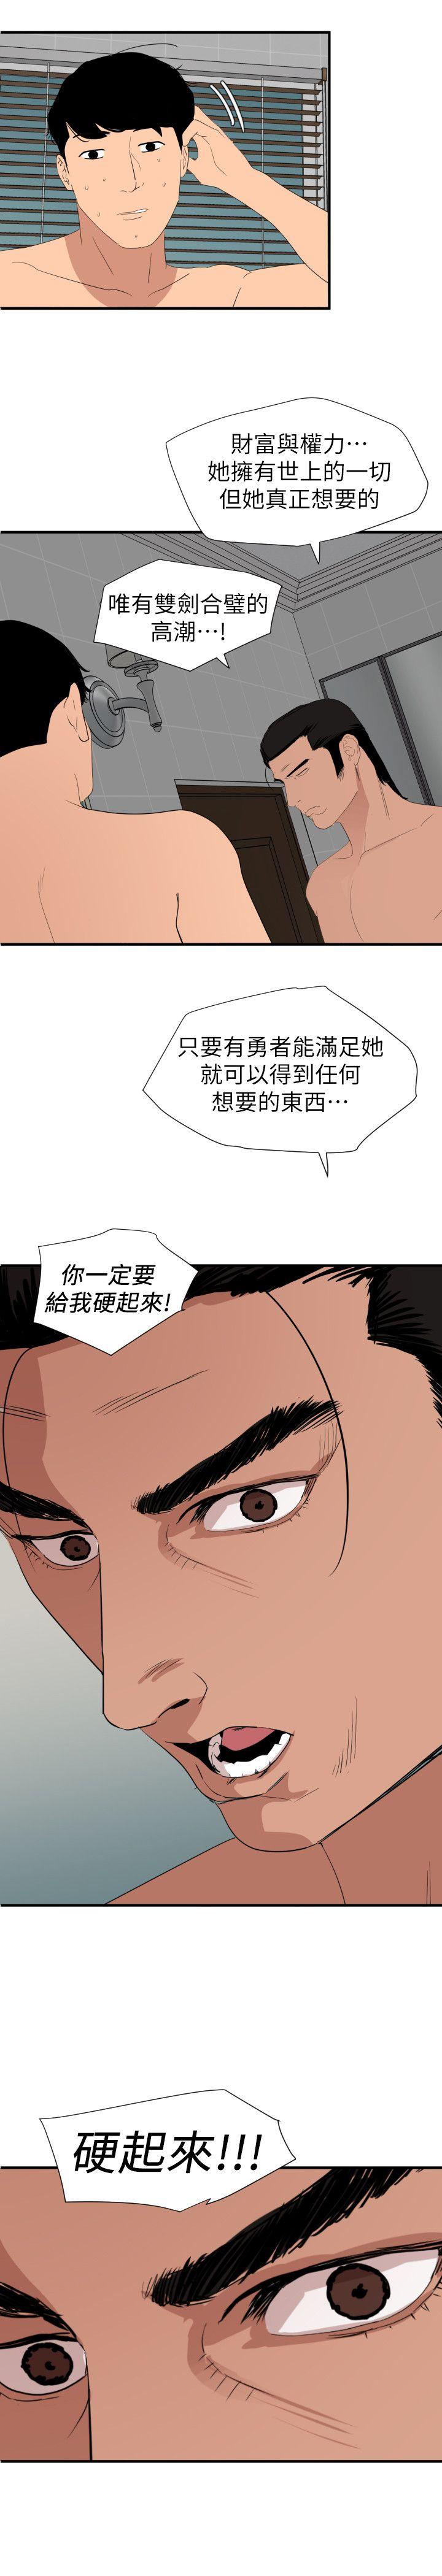 財富與權力…
她擁有世上的一切
但她真正想要的
唯有雙劍合璧的
高潮…!
只要有勇者能滿足她
就可以得到任何
想要的東西…
你一定要
給我硬起來!
硬起來!!!